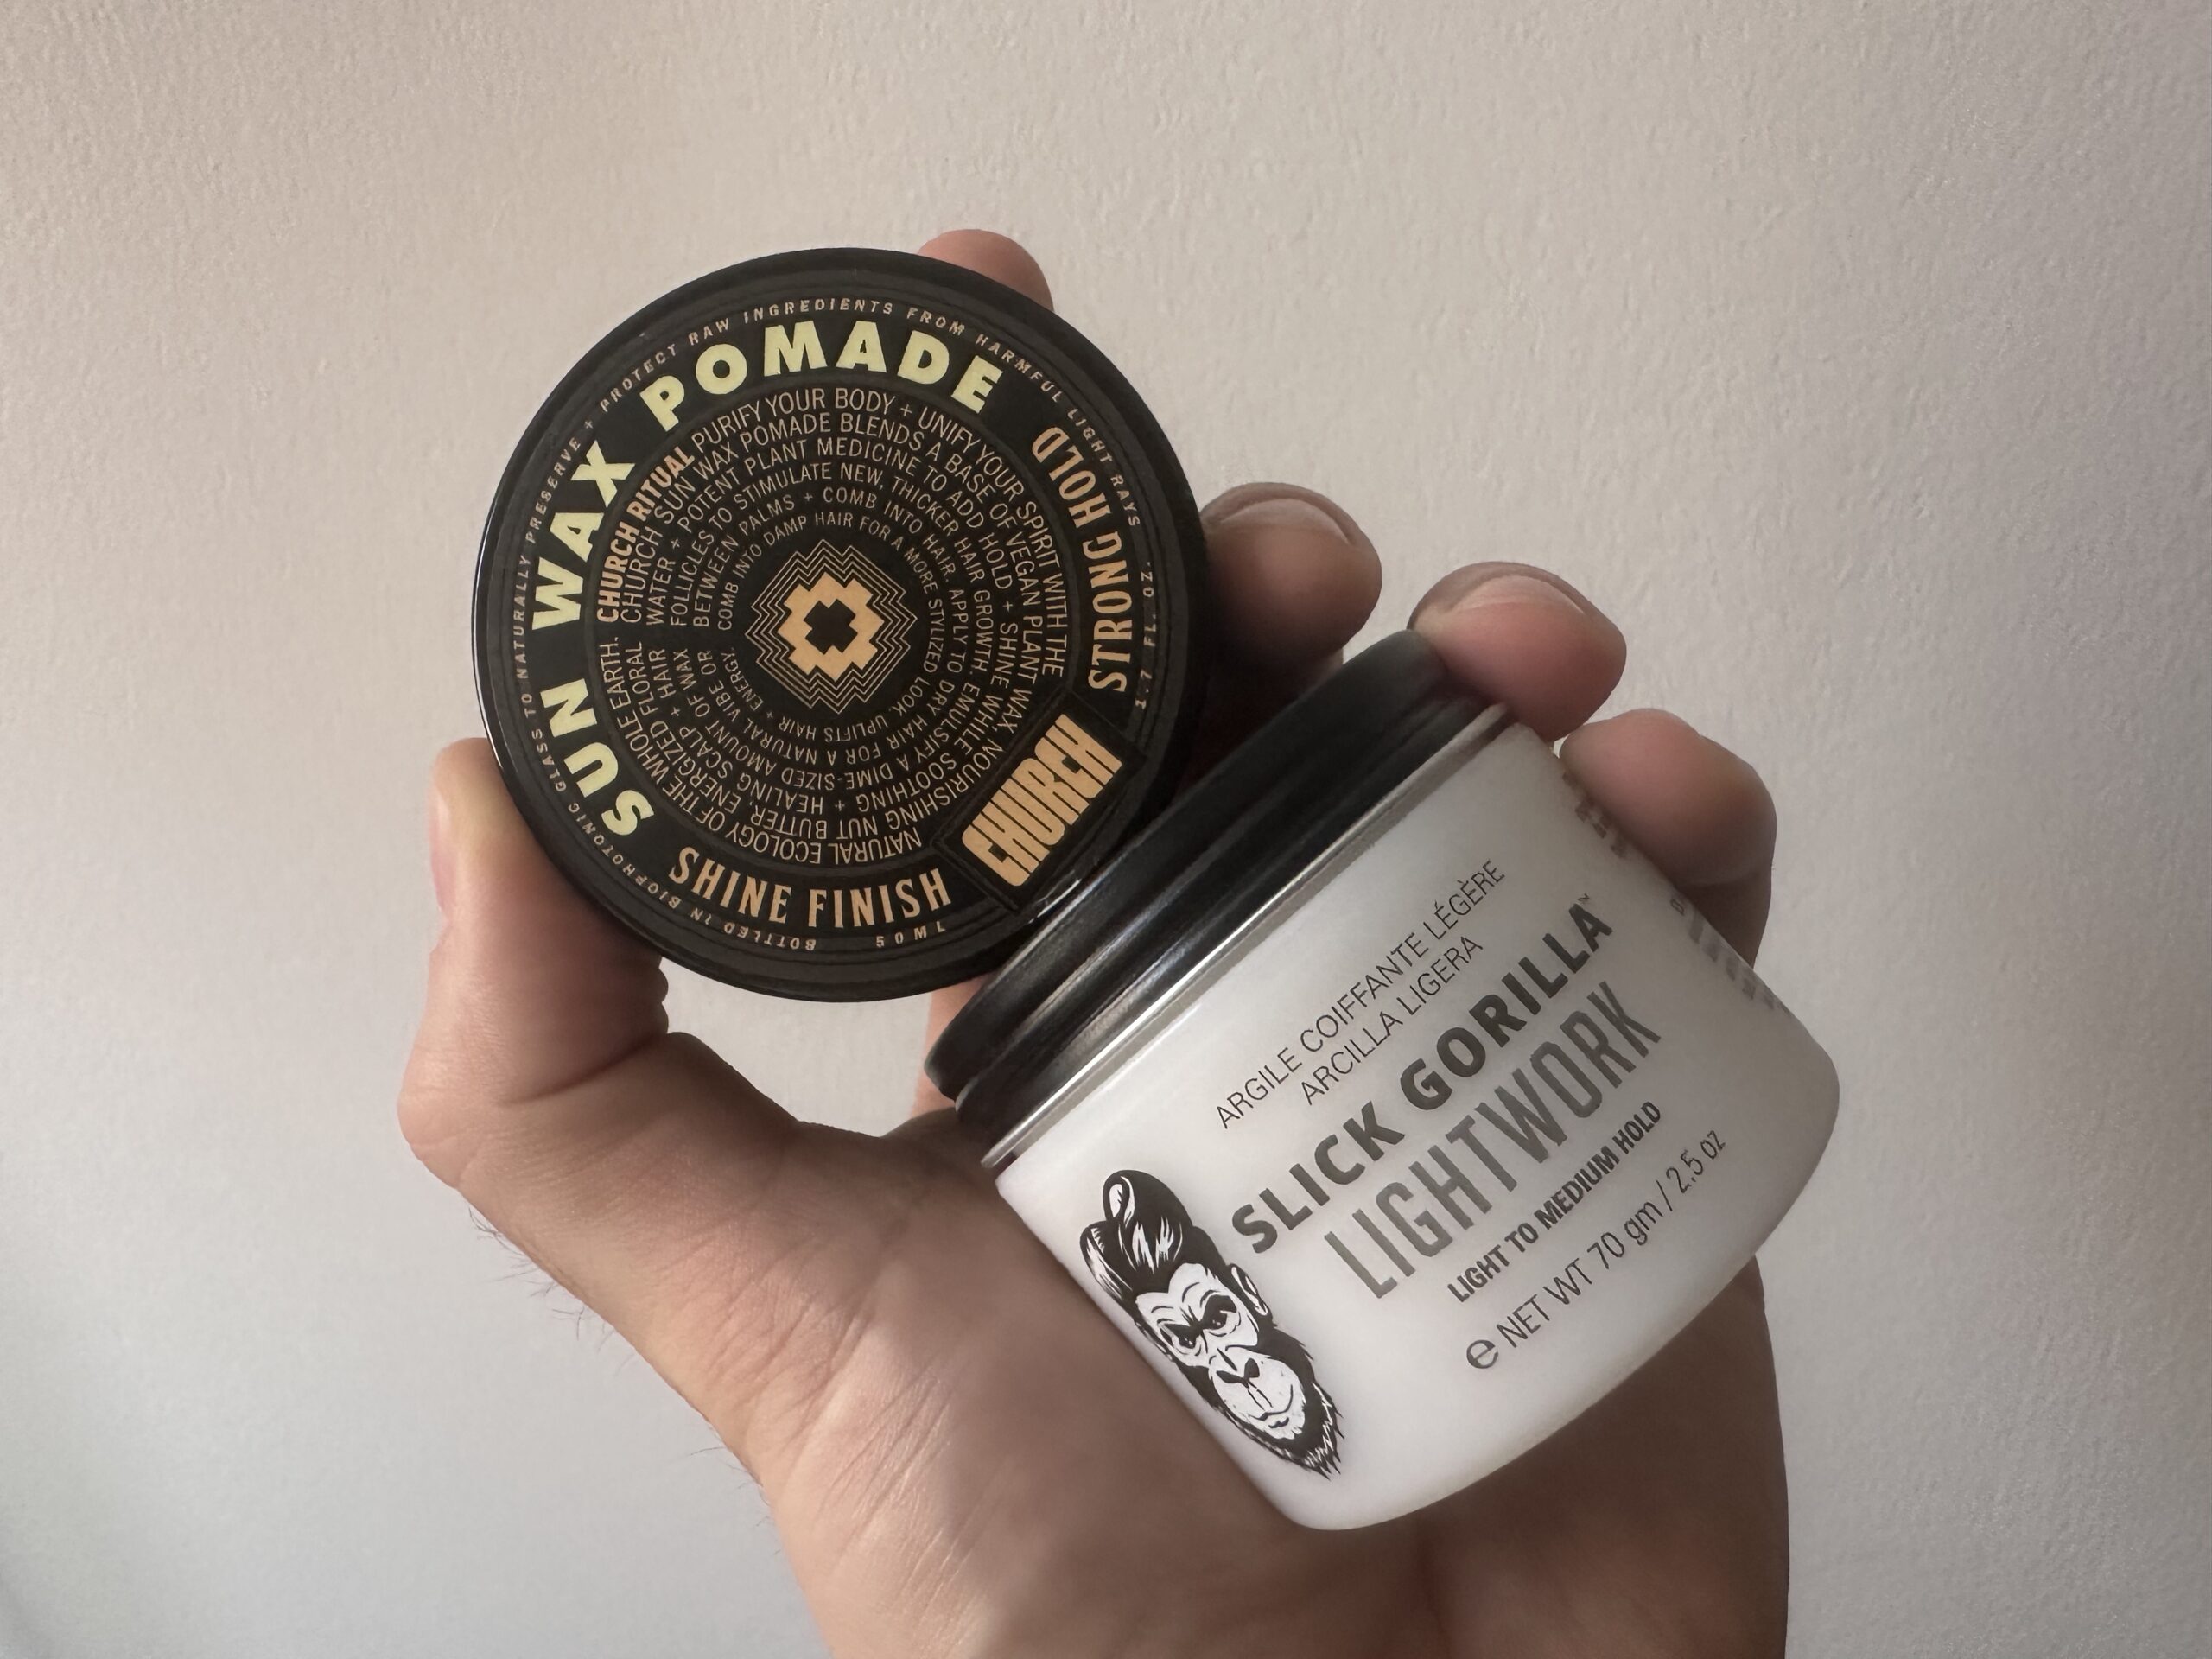 BOTTLED IN BIOPHOTONIC GLASS TO NATURALLY PRESERVE + PROTECT RAW INGREDIENTS FROM HARMFUL LIGHT RAYS 1.7 FL. OZ. 50ML
SUN WAX POMADE
STRONG HOLD
CHURCH
SHINE FINISH
CHURCH RITUAL PURIFY YOUR BODY + UNIFY YOUR SPIRIT WITH THE NATURAL ECOLOGY OF THE WHOLE EARTH.
CHURCH SUN WAX POMADE BLENDS A BASE OF VEGAN PLANT WAX, NOURISHING NUT BUTTER, ENERGIZED FLORAL
WATER + POTENT PLANT MEDICINE TO ADD HOLD + SHINE WHILE SOOTHING + HEALING SCALP + HAIR
FOLLICLES TO STIMULATE NEW, THICKER HAIR GROWTH. EMULSIFY A DIME-SIZED AMOUNT OF WAX
BETWEEN PALMS + COMB INTO HAIR. APPLY TO DRY HAIR FOR A NATURAL VIBE OR
COMB INTO DAMP HAIR FOR A MORE STYLIZED LOOK. UPLIFTS HAIR + ENERGY.
ARGILE COIFFANTE LÉGÈRE
ARCILLA LIGERA
SLICK GORILLA™
LIGHTWORK
LIGHT TO MEDIUM HOLD
e NET WT 70 gm / 2.5 oz